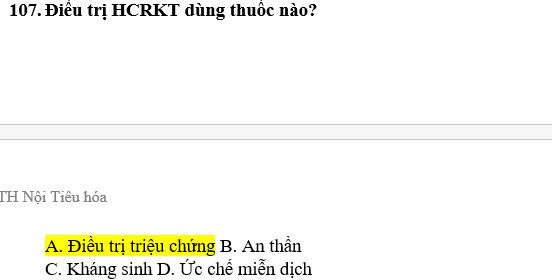 107. Điều trị HCRKT dùng thuốc nào?
TH Nội Tiêu hóa
A. Điều trị triệu chứng B. An thần
C. Kháng sinh D. Ức chế miễn dịch